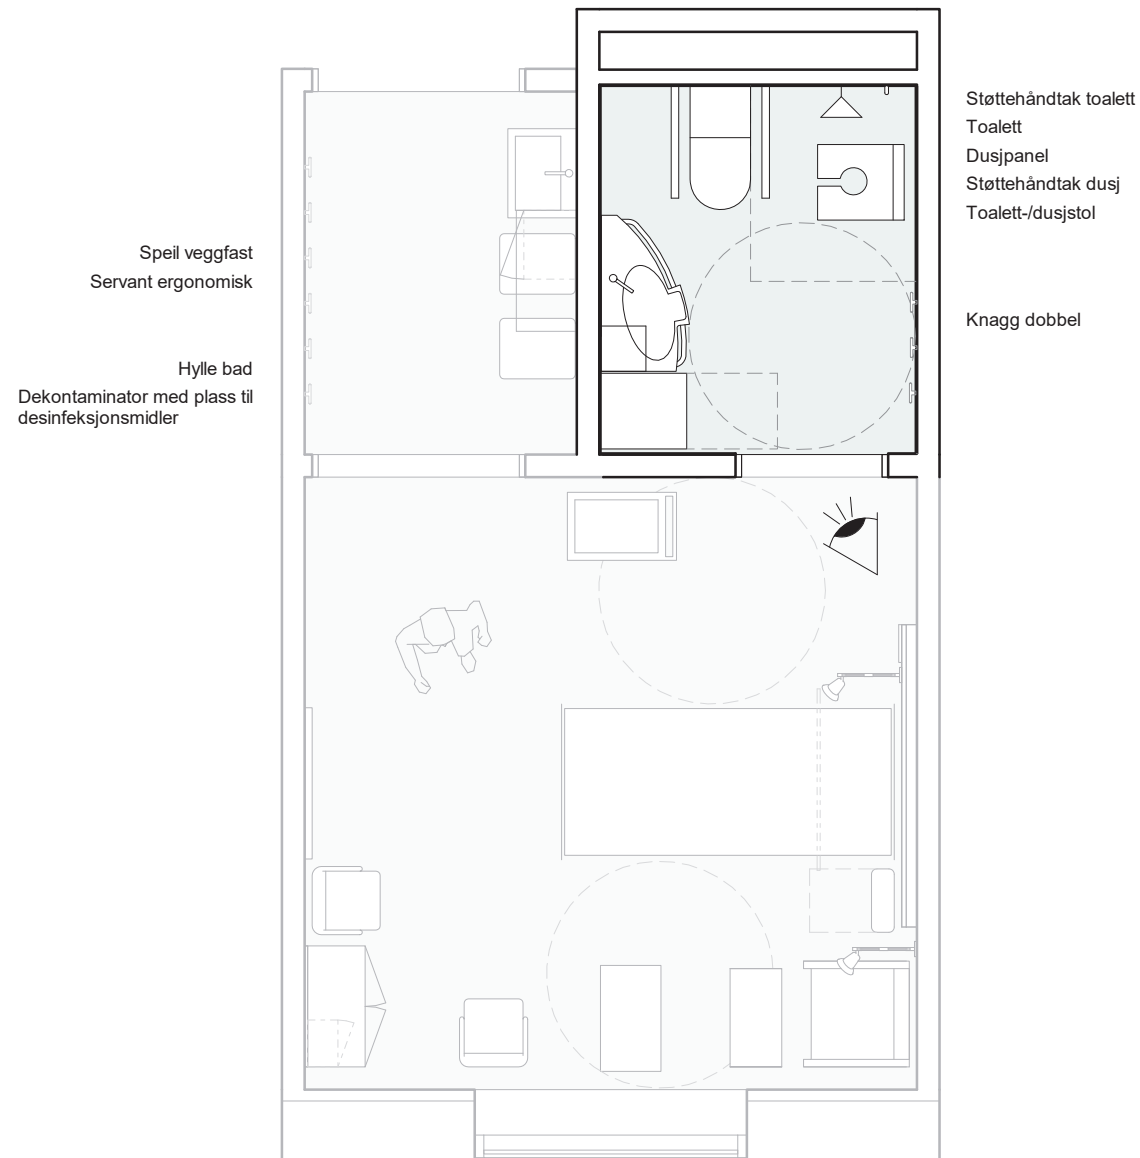 Støttehåndtak toalett
Toalett
Dusjpanel
Støttehåndtak dusj
Toalett-/dusjstol
Speil veggfast
Servant ergonomisk
Knagg dobbel
Hylle bad
Dekontaminator med plass til
desinfeksjonsmidler